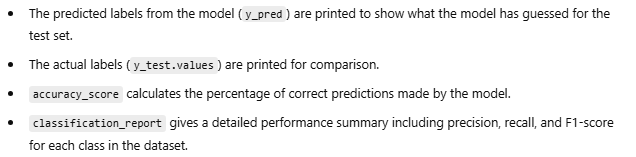 • The predicted labels from the model ( y_pred ) are printed to show what the model has guessed for the
test set.
• The actual labels ( y_test.values ) are printed for comparison.
• accuracy_score calculates the percentage of correct predictions made by the model.
• classification_report gives a detailed performance summary including precision, recall, and F1-score
for each class in the dataset.